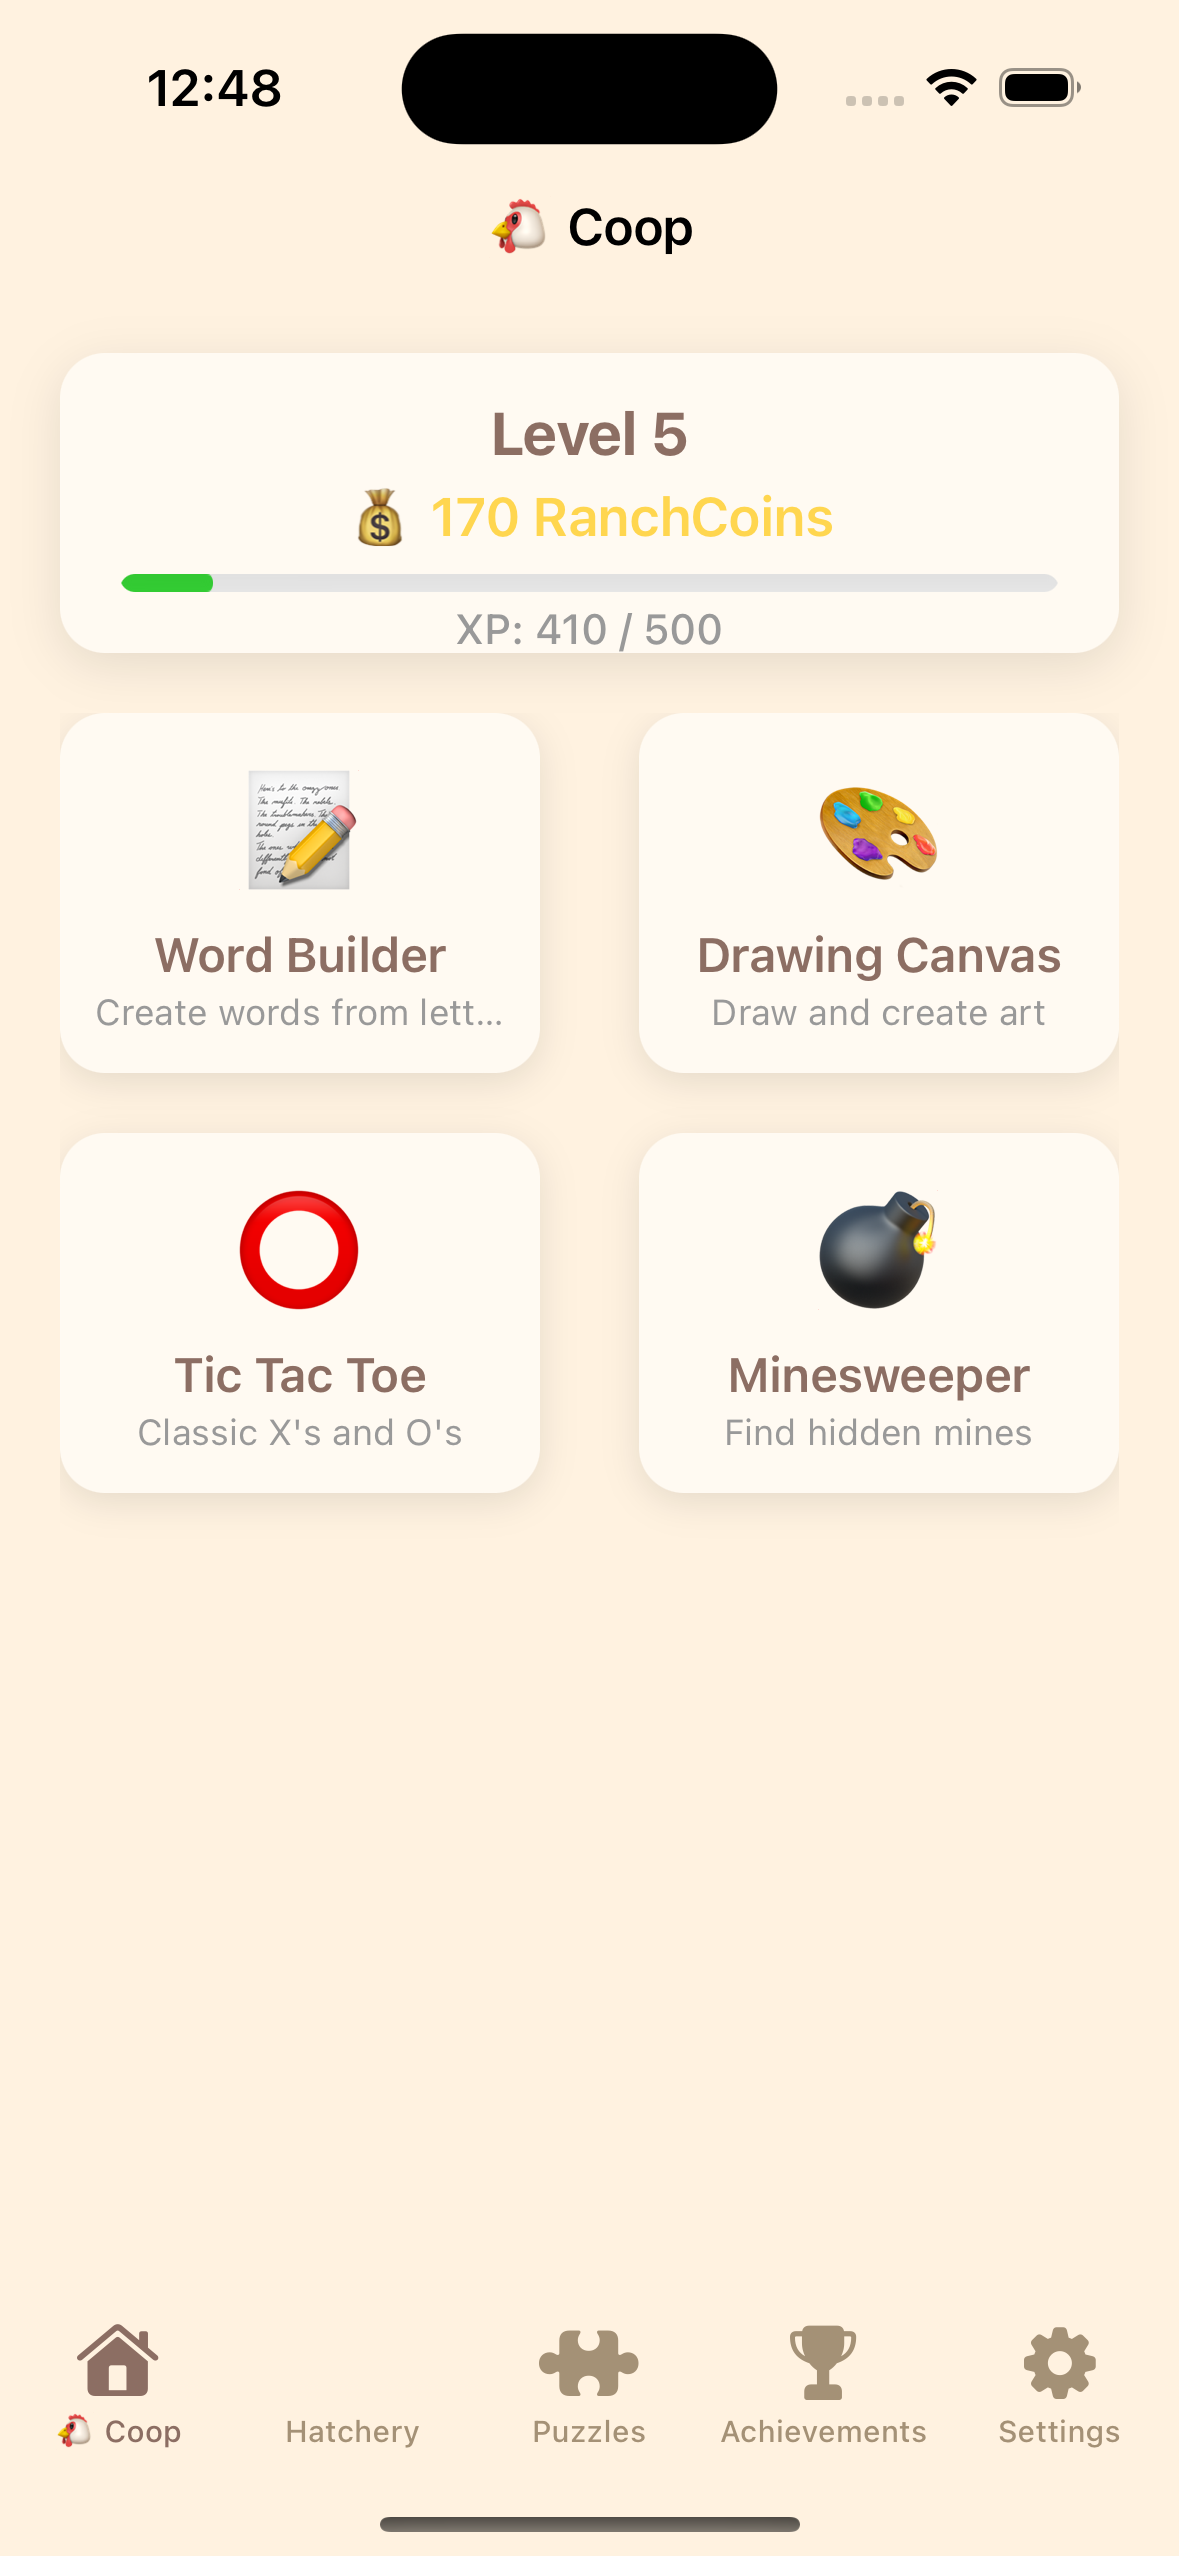 12:48
Coop
Level 5
170 RanchCoins
XP: 410 / 500
Word Builder
Create words from lett...
Drawing Canvas
Draw and create art
Tic Tac Toe
Classic X's and O's
Minesweeper
Find hidden mines
Coop
Hatchery
Puzzles
Achievements
Settings